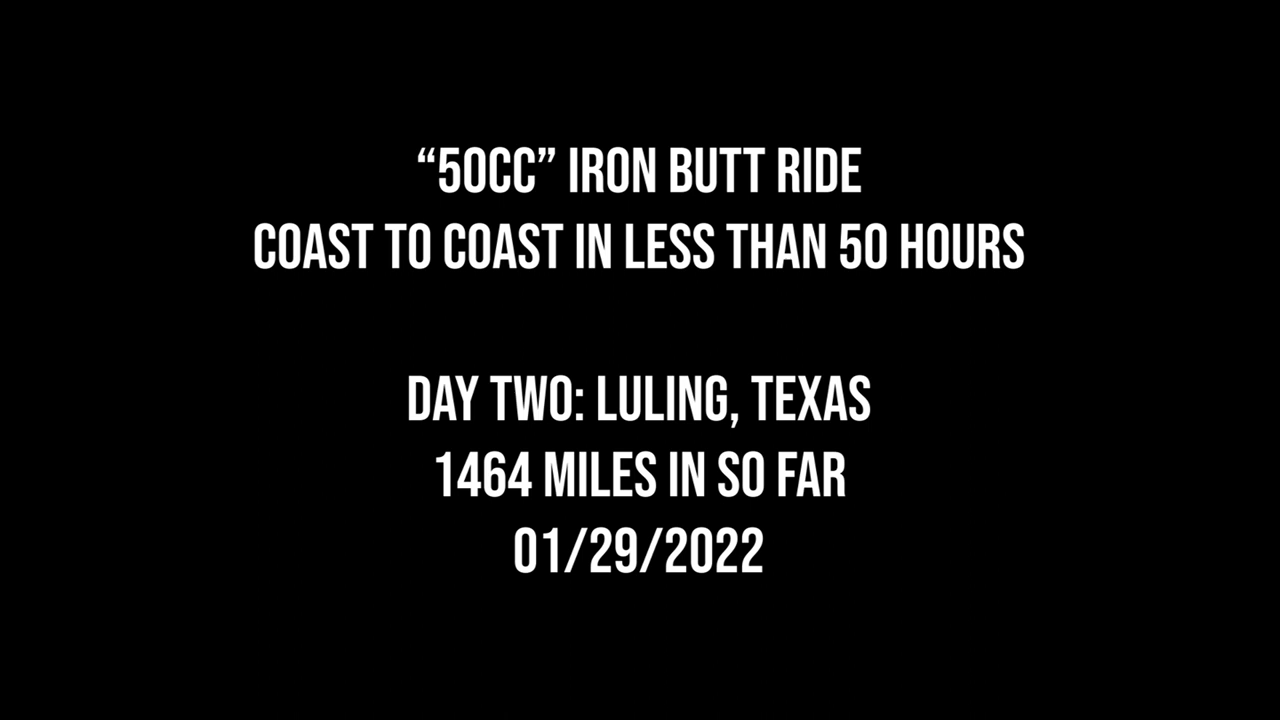 “50CC” IRON BUTT RIDE
COAST TO COAST IN LESS THAN 50 HOURS
DAY TWO: LULING, TEXAS
1464 MILES IN SO FAR
01/29/2022